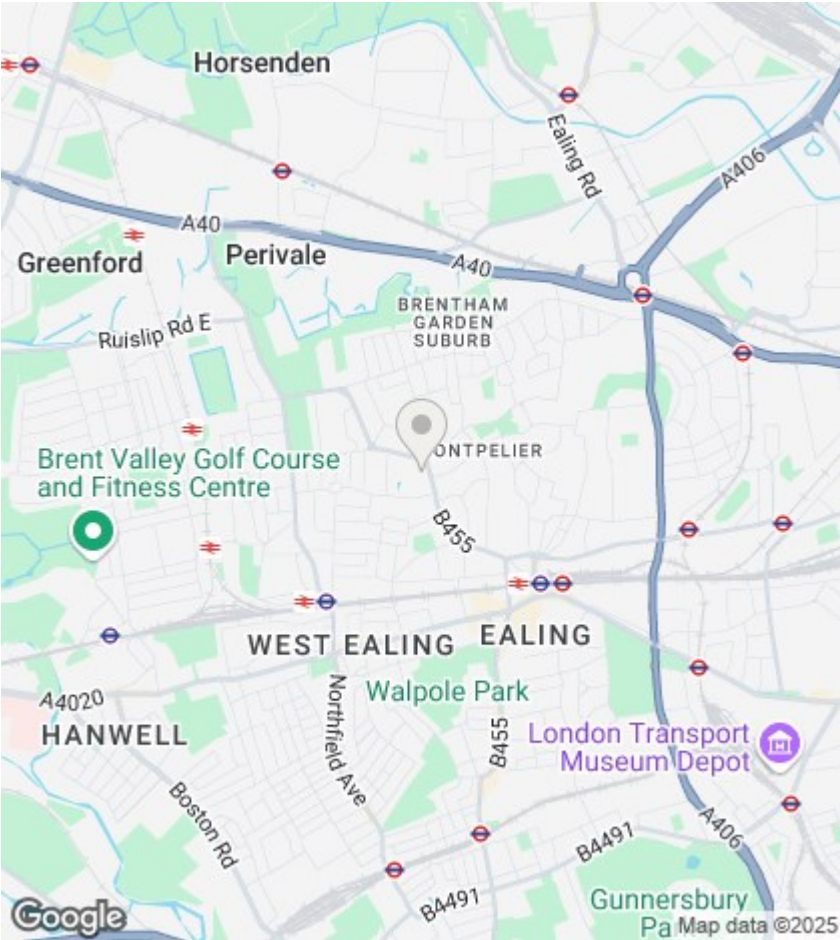 Horsenden
Ealing Rd
A406
A40
Greenford
Perivale
A40
BRENTHAM
GARDEN
SUBURB
Ruislip Rd E
ONTPELIER
Brent Valley Golf Course
and Fitness Centre
B455
WEST EALING
EALING
Walpole Park
A4020
HANWELL
Northfield Ave
B455
London Transport
Museum Depot
Boston Rd
A406
B4491
B4491
Gunnersbury
Pa
Google
Map data ©2025